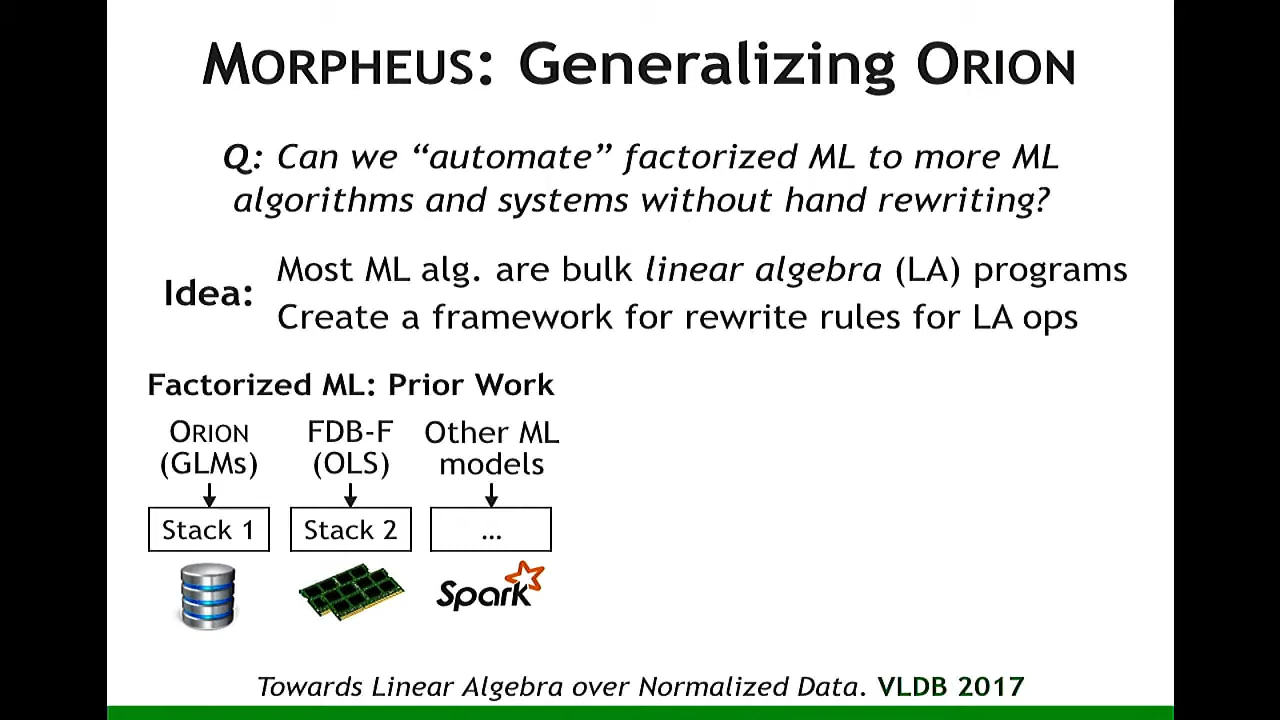 MORPHEUS: Generalizing ORION
Q: Can we “automate” factorized ML to more ML
algorithms and systems without hand rewriting?
Idea:
Most ML alg. are bulk linear algebra (LA) programs
Create a framework for rewrite rules for LA ops
Factorized ML: Prior Work
ORION
(GLMs)
Stack 1
FDB-F
(OLS)
Stack 2
Other ML
models
...
Spark
Towards Linear Algebra over Normalized Data. VLDB 2017